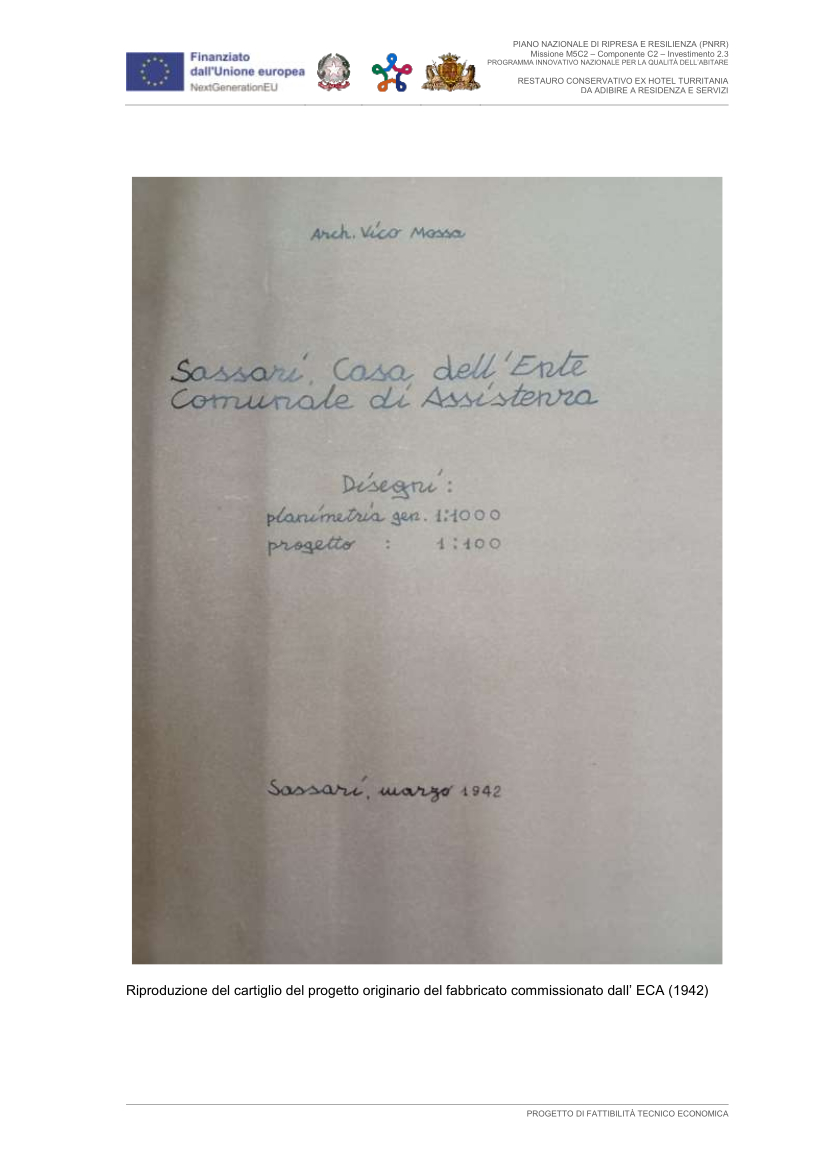 Finanziato
dall'Unione europea
NextGenerationEU
PIANO NAZIONALE DI RIPRESA E RESILIENZA (PNRR)
Missione M5C2 – Componente C2 – Investimento 2.3
PROGRAMMA INNOVATIVO NAZIONALE PER LA QUALITÀ DELL'ABITARE
RESTAURO CONSERVATIVO EX HOTEL TURRITANIA
DA ADIBIRE A RESIDENZA E SERVIZI
Arch. Vico Mossa
Sassari, Casa dell'Ente
Comunale di Assistenza
Disegni:
planimetria gen. 1:1000
progetto : 1:100
Sassari, marzo 1942
Riproduzione del cartiglio del progetto originario del fabbricato commissionato dall' ECA (1942)
PROGETTO DI FATTIBILITÀ TECNICO ECONOMICA